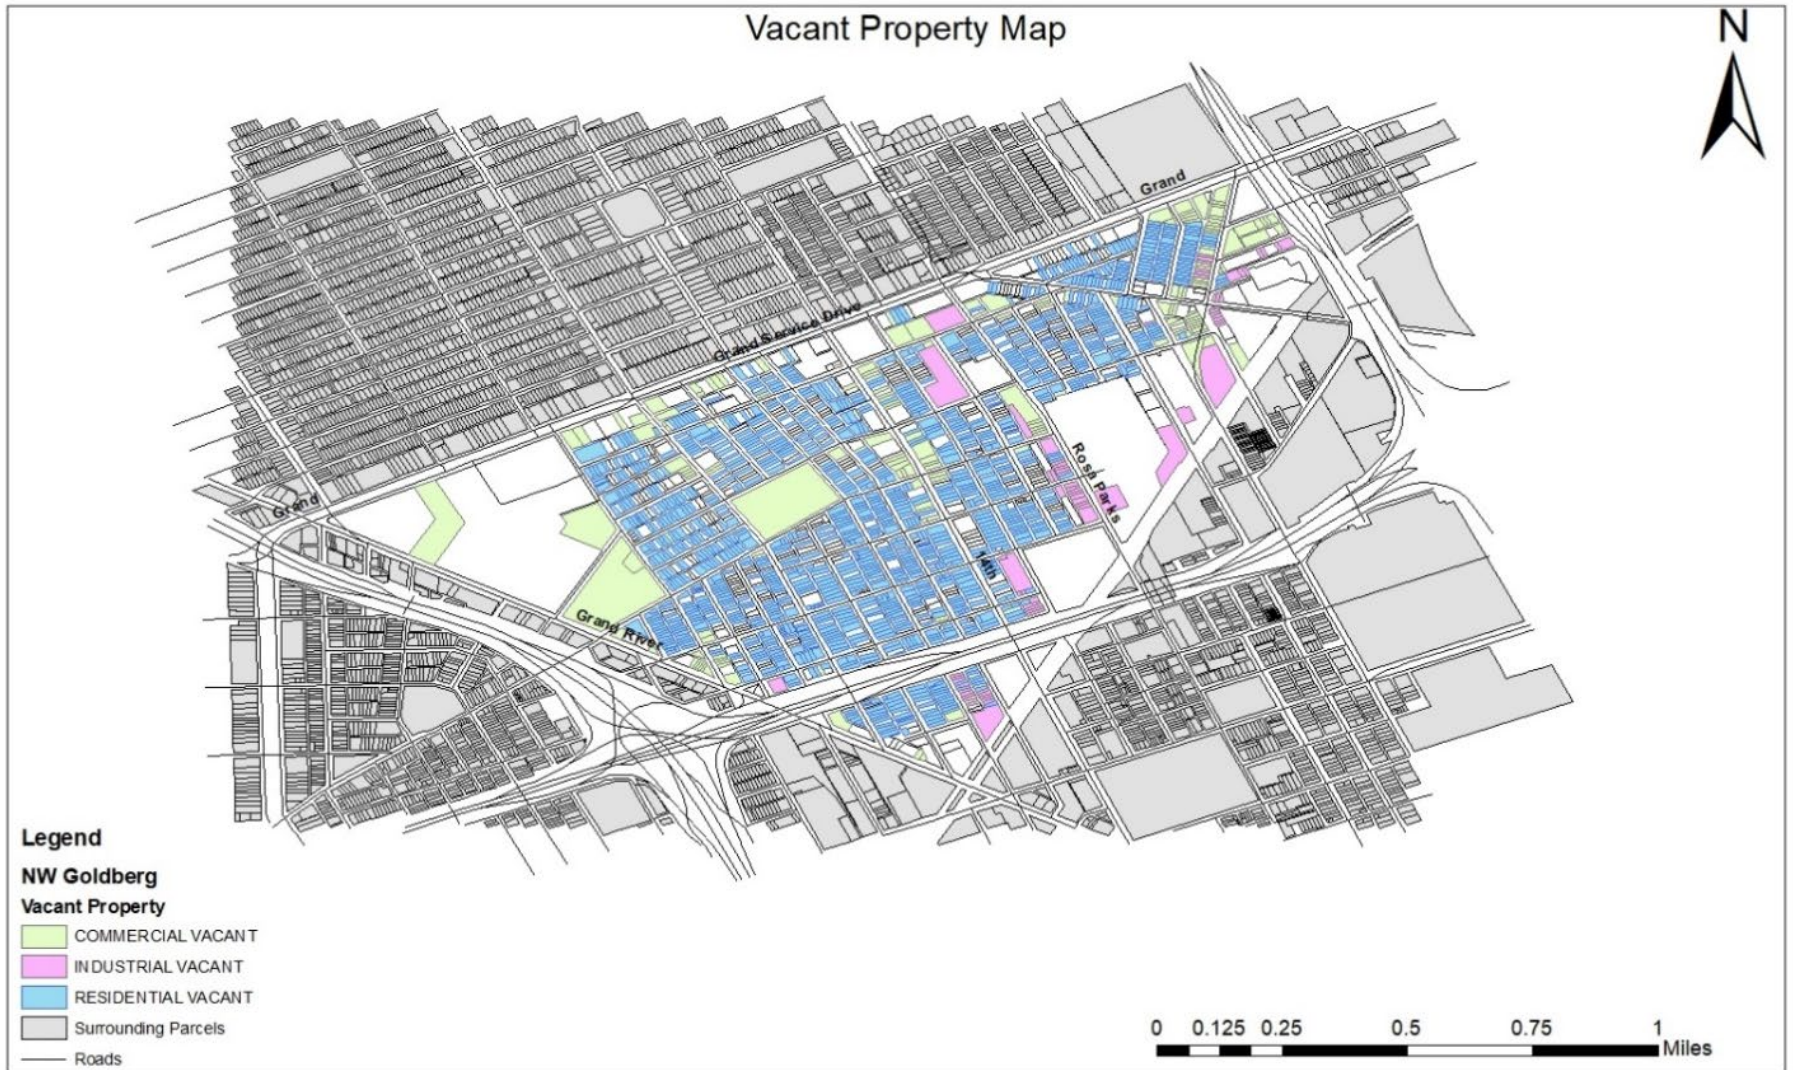 Vacant Property Map
N
Grand
Grand Service Drive
Grand
Rosa Parks
14th
Grand River
Legend
NW Goldberg
Vacant Property
COMMERCIAL VACANT
INDUSTRIAL VACANT
RESIDENTIAL VACANT
Surrounding Parcels
Roads
0 0.125 0.25 0.5 0.75 1
Miles